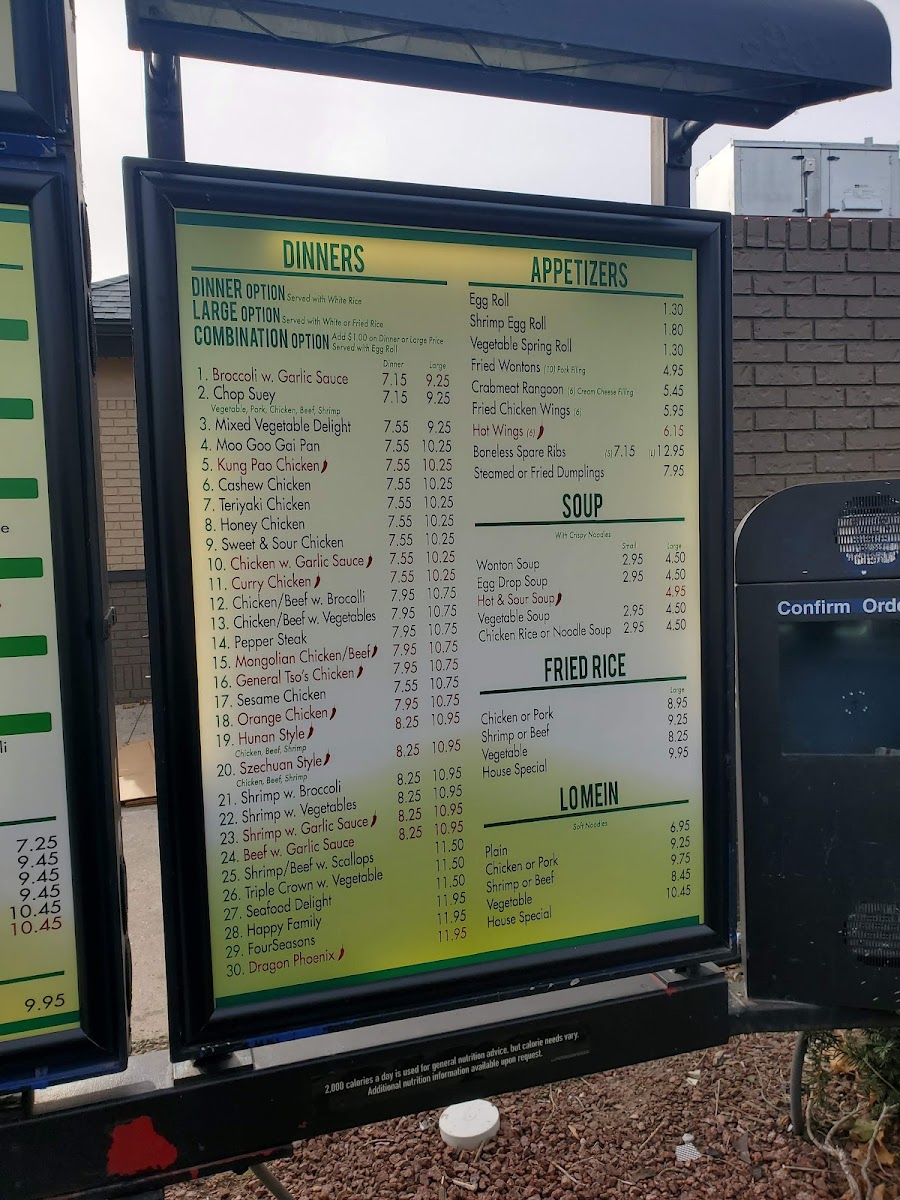 e
li
7.25
9.45
9.45
9.45
10.45
10.45
9.95
DINNERS
DINNER OPTION Served with White Rice
LARGE OPTION Served with White or Fried Rice
COMBINATION OPTION Add $1.00 on Dinner or Large Price
Served with Egg Roll
Dinner Large
1. Broccoli w. Garlic Sauce 7.15 9.25
2. Chop Suey 7.15 9.25
Vegetable, Pork, Chicken, Beef, Shrimp
3. Mixed Vegetable Delight 7.55 9.25
4. Moo Goo Gai Pan 7.55 10.25
5. Kung Pao Chicken 7.55 10.25
6. Cashew Chicken 7.55 10.25
7. Teriyaki Chicken 7.55 10.25
8. Honey Chicken 7.55 10.25
9. Sweet & Sour Chicken 7.55 10.25
10. Chicken w. Garlic Sauce 7.55 10.25
11. Curry Chicken 7.55 10.25
12. Chicken/Beef w. Brocolli 7.95 10.75
13. Chicken/Beef w. Vegetables 7.95 10.75
14. Pepper Steak 7.95 10.75
15. Mongolian Chicken/Beef 7.95 10.75
16. General Tso's Chicken 7.95 10.75
17. Sesame Chicken 7.55 10.75
18. Orange Chicken 7.95 10.75
19. Hunan Style 8.25 10.95
Chicken, Beef, Shrimp
20. Szechuan Style 8.25 10.95
Chicken, Beef, Shrimp
21. Shrimp w. Broccoli 8.25 10.95
22. Shrimp w. Vegetables 8.25 10.95
23. Shrimp w. Garlic Sauce 8.25 10.95
24. Beef w. Garlic Sauce 8.25 10.95
25. Shrimp/Beef w. Scallops 11.50
26. Triple Crown w. Vegetable 11.50
27. Seafood Delight 11.50
28. Happy Family 11.95
29. FourSeasons 11.95
30. Dragon Phoenix 11.95
APPETIZERS
Egg Roll 1.30
Shrimp Egg Roll 1.80
Vegetable Spring Roll 1.30
Fried Wontons (10) Pork Filling 4.95
Crabmeat Rangoon (6) Cream Cheese Filling 5.45
Fried Chicken Wings (6) 5.95
Hot Wings (6) 6.15
Boneless Spare Ribs (S) 7.15 (L) 12.95
Steamed or Fried Dumplings 7.95
SOUP
With Crispy Noodles
Small Large
Wonton Soup 2.95 4.50
Egg Drop Soup 2.95 4.50
Hot & Sour Soup 4.95
Vegetable Soup 2.95 4.50
Chicken Rice or Noodle Soup 2.95 4.50
FRIED RICE
Large
Chicken or Pork 8.95
Shrimp or Beef 9.25
Vegetable 8.25
House Special 9.95
LOMEIN
Soft Noodles
Plain 6.95
Chicken or Pork 9.25
Shrimp or Beef 9.75
Vegetable 8.45
House Special 10.45
2,000 calories a day is used for general nutrition advice, but calorie needs vary.
Additional nutrition information available upon request.
Confirm Orde